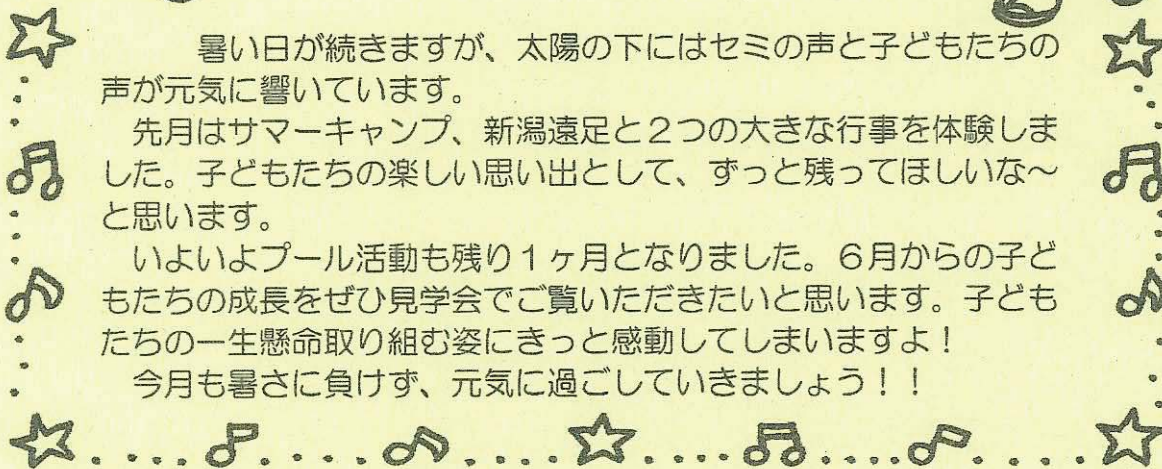 暑い日が続きますが、太陽の下にはセミの声と子どもたちの
声が元気に響いています。
先月はサマーキャンプ、新潟遠足と2つの大きな行事を体験しま
した。子どもたちの楽しい思い出として、ずっと残ってほしいな~
と思います。
いよいよプール活動も残り1ヶ月となりました。6月からの子ど
もたちの成長をぜひ見学会でご覧いただきたいと思います。子ども
たちの一生懸命取り組む姿にきっと感動してしまいますよ!
今月も暑さに負けず、元気に過ごしていきましょう!!